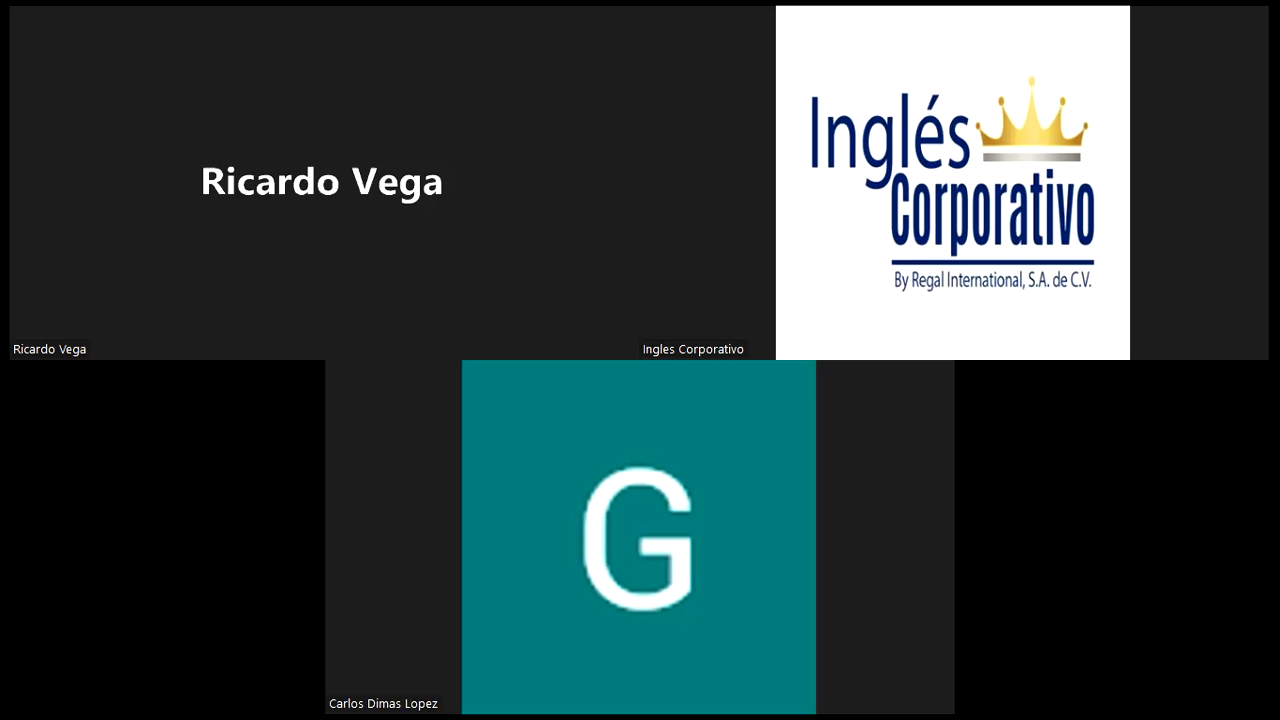 Ricardo Vega
Ricardo Vega
Inglés
Corporativo
By Regal International, S.A. de C.V.
Ingles Corporativo
G
Carlos Dimas Lopez